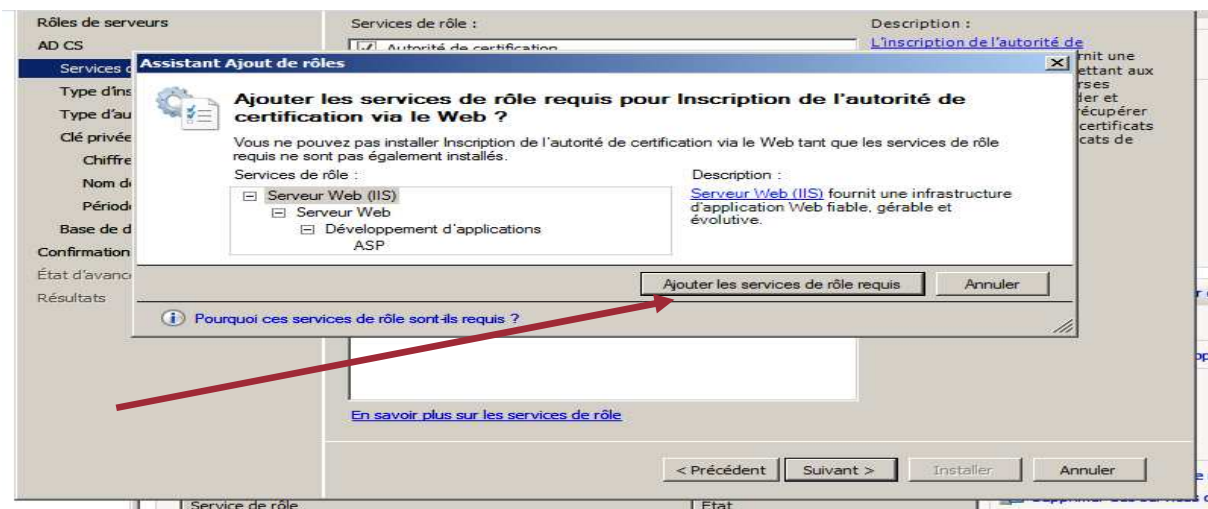 Rôles de serveurs
AD CS
Services
Type d'ins
Type d'au
Clé privée
Chiffre
Nom d
Périod
Base de d
Confirmation
État d'avanc
Résultats
Services de rôle :
Autorité de certification
Description :
L'inscription de l'autorité de
rnit une
ettant aux
rses
der et
récupérer
certificats
cats de
Assistant Ajout de rôles
Ajouter les services de rôle requis pour Inscription de l'autorité de
certification via le Web ?
Vous ne pouvez pas installer Inscription de l'autorité de certification via le Web tant que les services de rôle
requis ne sont pas également installés.
Services de rôle :
Serveur Web (IIS)
Serveur Web
Développement d'applications
ASP
Description :
Serveur Web (IIS) fournit une infrastructure
d'application Web fiable, gérable et
évolutive.
Ajouter les services de rôle requis
Annuler
Pourquoi ces services de rôle sont-ils requis ?
En savoir plus sur les services de rôle
< Précédent
Suivant >
Installer
Annuler
Service de rôle
État